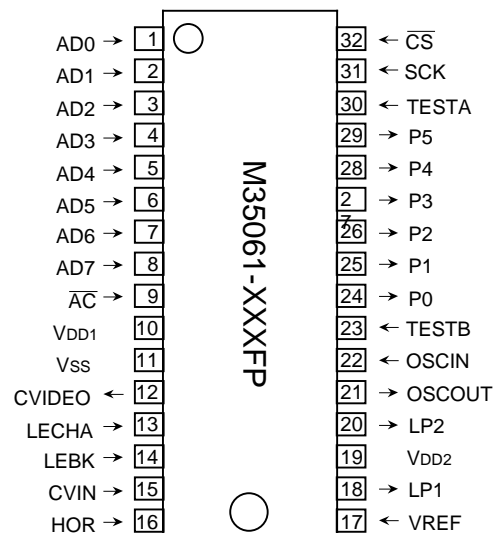 AD0 → 1 32 ← C̅S̅
AD1 → 2 31 ← SCK
AD2 → 3 30 ← TESTA
AD3 → 4 29 → P5
AD4 → 5 28 → P4
AD5 → 6 27 → P3
AD6 → 7 26 → P2
AD7 → 8 25 → P1
A̅C̅ → 9 24 → P0
VDD1 10 23 ← TESTB
VSS 11 22 ← OSCIN
CVIDEO ← 12 21 → OSCOUT
LECHA → 13 20 → LP2
LEBK → 14 19 VDD2
CVIN → 15 18 → LP1
HOR → 16 17 ← VREF
M35061-XXXFP